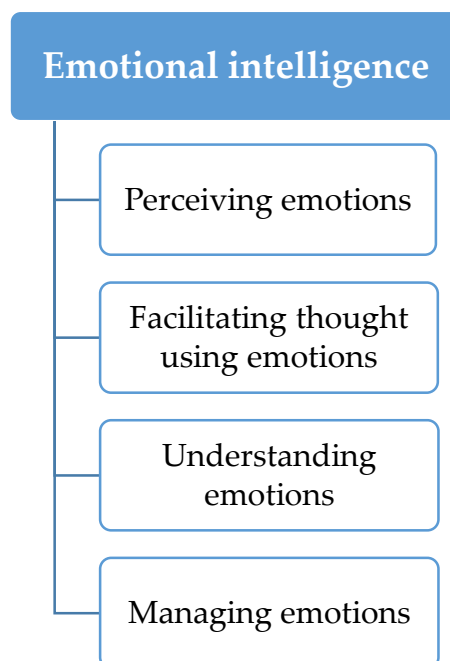 Emotional intelligence
Perceiving emotions
Facilitating thought
using emotions
Understanding
emotions
Managing emotions